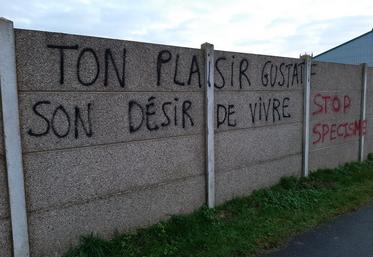 TON PLAISIR GUSTATIF
SON DÉSIR DE VIVRE
STOP
SPECISME